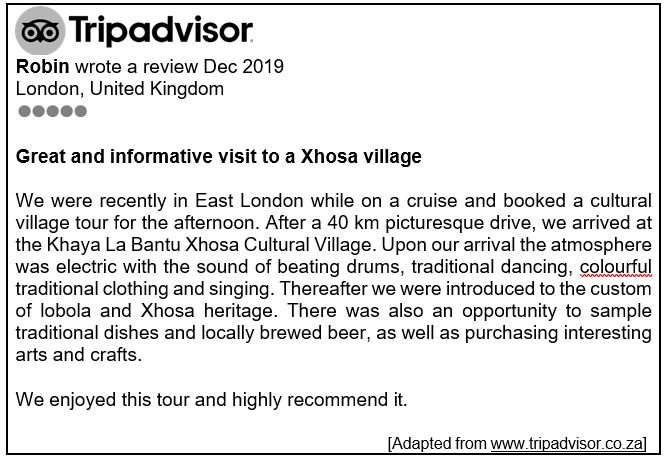 Tripadvisor
Robin wrote a review Dec 2019
London, United Kingdom
Great and informative visit to a Xhosa village
We were recently in East London while on a cruise and booked a cultural
village tour for the afternoon. After a 40 km picturesque drive, we arrived at
the Khaya La Bantu Xhosa Cultural Village. Upon our arrival the atmosphere
was electric with the sound of beating drums, traditional dancing, colourful
traditional clothing and singing. Thereafter we were introduced to the custom
of lobola and Xhosa heritage. There was also an opportunity to sample
traditional dishes and locally brewed beer, as well as purchasing interesting
arts and crafts.
We enjoyed this tour and highly recommend it.
[Adapted from www.tripadvisor.co.za]